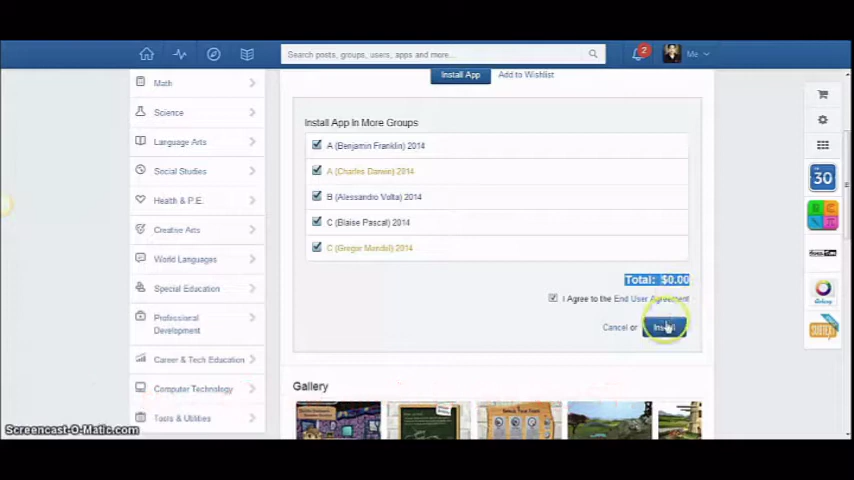 Search posts, groups, users, apps and more...
2
Me
Install App
Add to Wishlist
Math
Science
Language Arts
Social Studies
Health & P.E.
Creative Arts
World Languages
Special Education
Professional
Development
Career & Tech Education
Computer Technology
Tools & Utilities
Install App In More Groups
A (Benjamin Franklin) 2014
A (Charles Darwin) 2014
B (Alessandro Volta) 2014
C (Blaise Pascal) 2014
C (Gregor Mendel) 2014
Total: $0.00
I Agree to the End User Agreement
Cancel or
Install
Gallery
30
Screencast-O-Matic.com